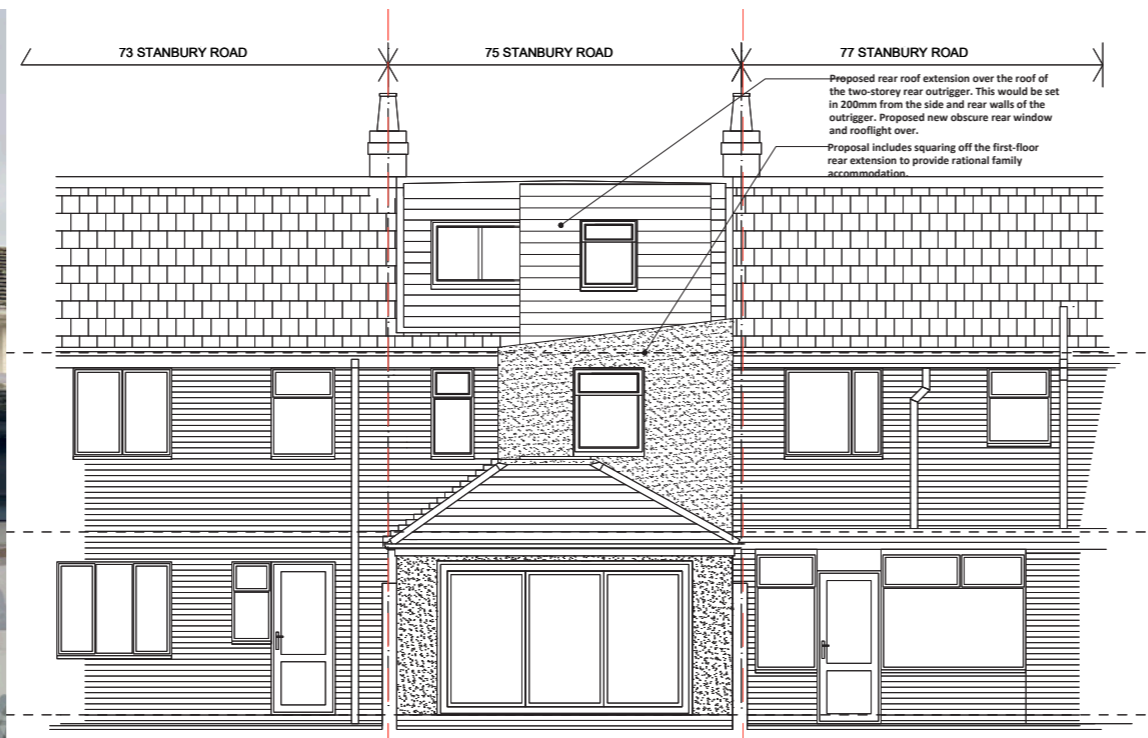 73 STANBURY ROAD
75 STANBURY ROAD
77 STANBURY ROAD
Proposed rear roof extension over the roof of
the two-storey rear outrigger. This would be set
in 200mm from the side and rear walls of the
outrigger. Proposed new obscure rear window
and rooflight over.
Proposal includes squaring off the first-floor
rear extension to provide rational family
accommodation.